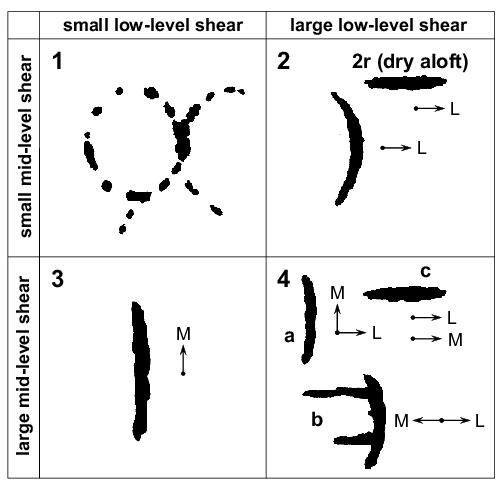 small low-level shear
large low-level shear
small mid-level shear
1
2
2r (dry aloft)
L
L
large mid-level shear
3
M
4
M
L
a
c
L
M
b
M
L